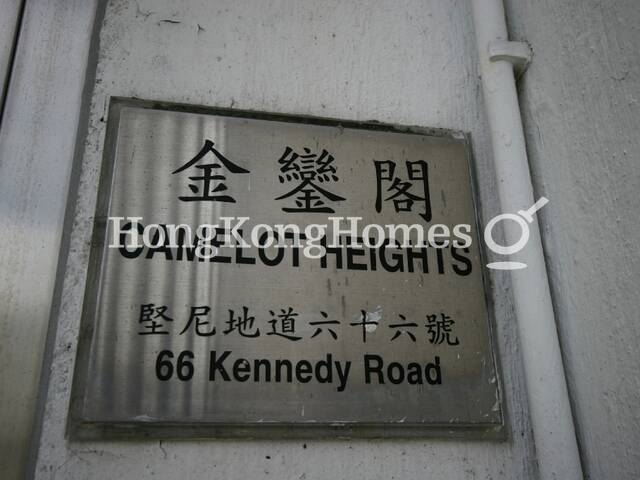 金鑾閣
CAMELOT HEIGHTS
HongKongHomes
堅尼地道六十六號
66 Kennedy Road